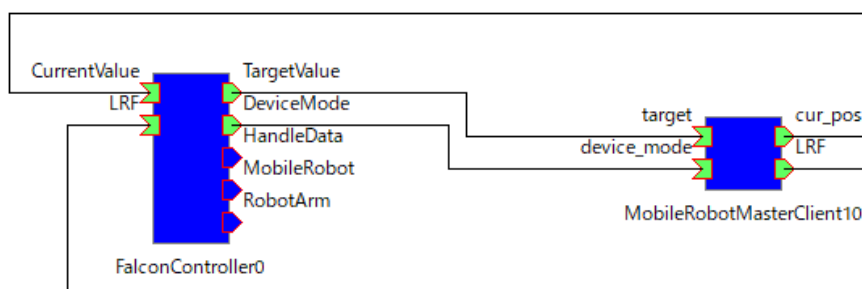 CurrentValue
LRF
TargetValue
DeviceMode
HandleData
MobileRobot
RobotArm
FalconController0
target
device_mode
cur_pos
LRF
MobileRobotMasterClient10